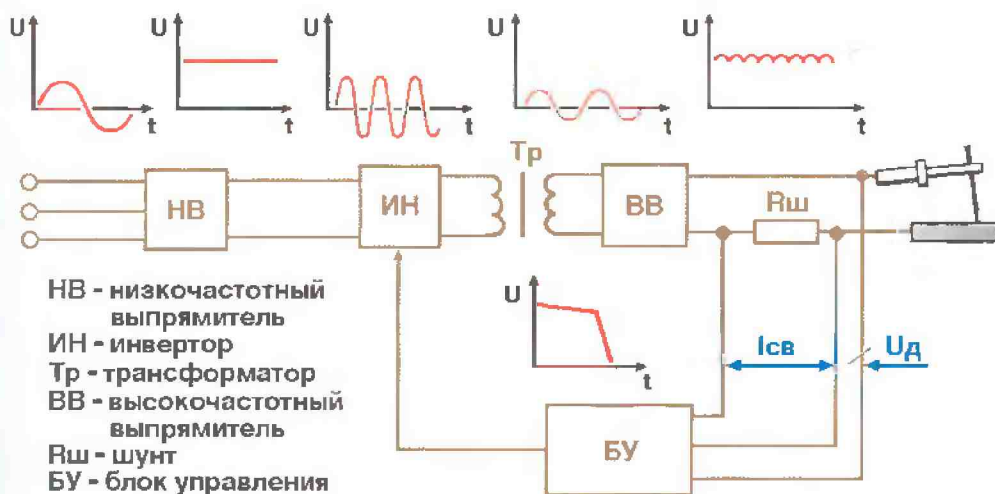 U
U
U
U
U
t
t
t
t
t
Тр
НВ
ИН
ВВ
Rш
НВ - низкочастотный
выпрямитель
ИН - инвертор
Тр - трансформатор
ВВ - высокочастотный
выпрямитель
Rш - шунт
БУ - блок управления
U
t
Iсв
Uд
БУ